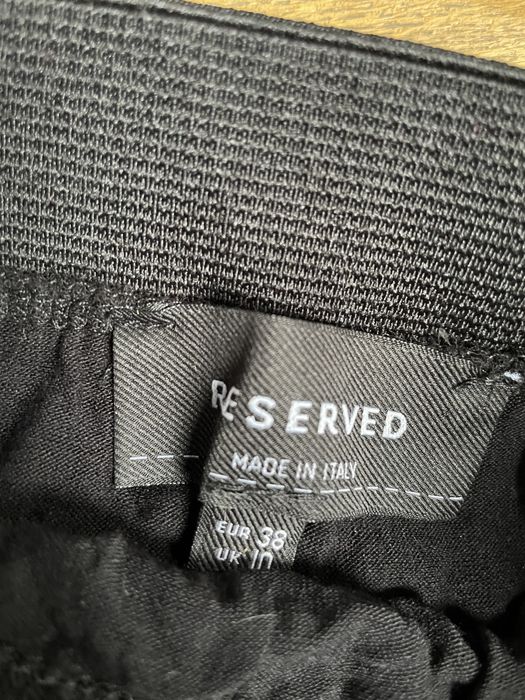 RESERVED
MADE IN ITALY
EUR 38
UK 10